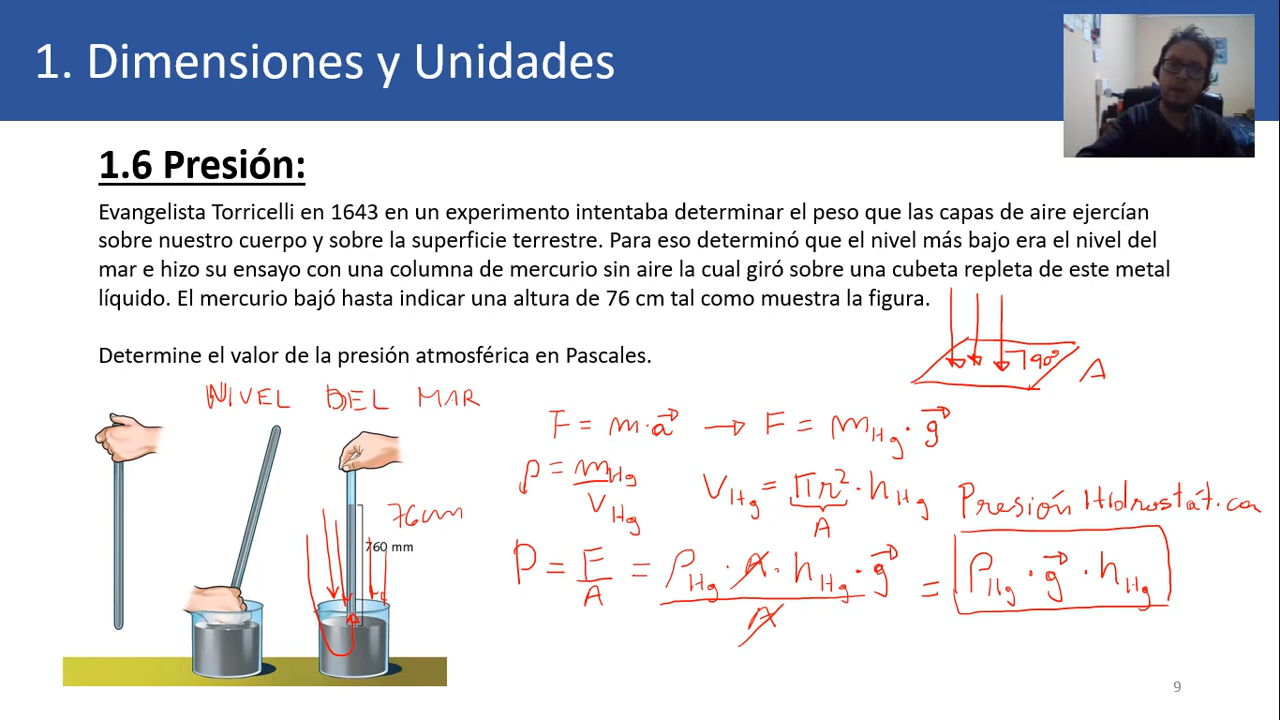 1. Dimensiones y Unidades
1.6 Presión:
Evangelista Torricelli en 1643 en un experimento intentaba determinar el peso que las capas de aire ejercían
sobre nuestro cuerpo y sobre la superficie terrestre. Para eso determinó que el nivel más bajo era el nivel del
mar e hizo su ensayo con una columna de mercurio sin aire la cual giró sobre una cubeta repleta de este metal
líquido. El mercurio bajó hasta indicar una altura de 76 cm tal como muestra la figura.
Determine el valor de la presión atmosférica en Pascales.
90°
A
NIVEL DEL MAR
F = m·a⃗ → F = m_Hg · g⃗
ρ = m_Hg / V_Hg
V_Hg = πr² · h_Hg
A
Presión Hidrostática
76cm
760 mm
P = F/A = ρ_Hg · A · h_Hg · g⃗ / A = ρ_Hg · g⃗ · h_Hg
9